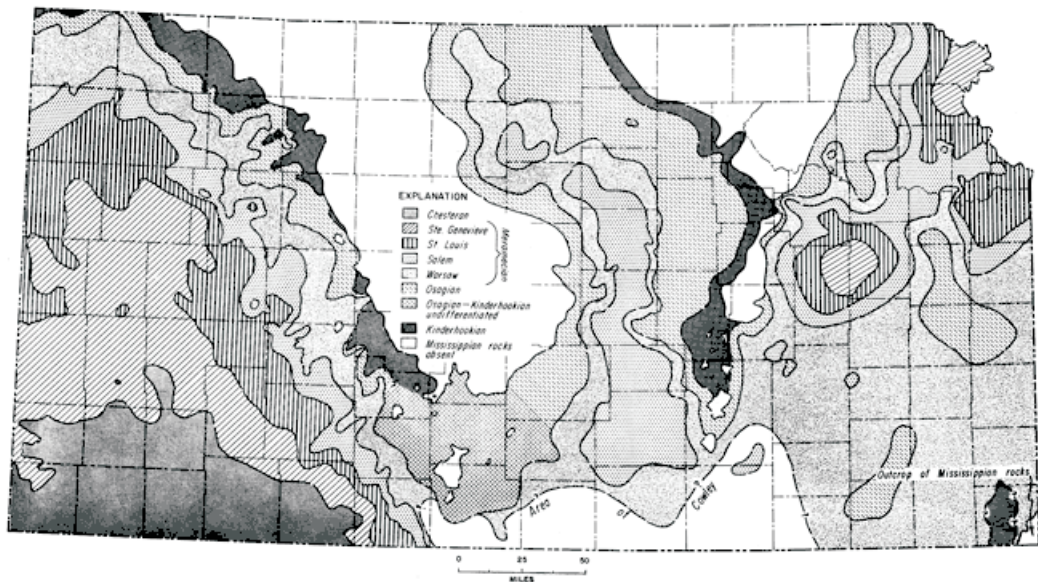 EXPLANATION
Chesteran
Ste. Genevieve
St. Louis
Salem
Warsaw
Meramecian
Osagian
Osagian—Kinderhookian
undifferentiated
Kinderhookian
Mississippian rocks
absent
Outcrop of Mississippian rocks
Area of Cowley
0 25 50
MILES